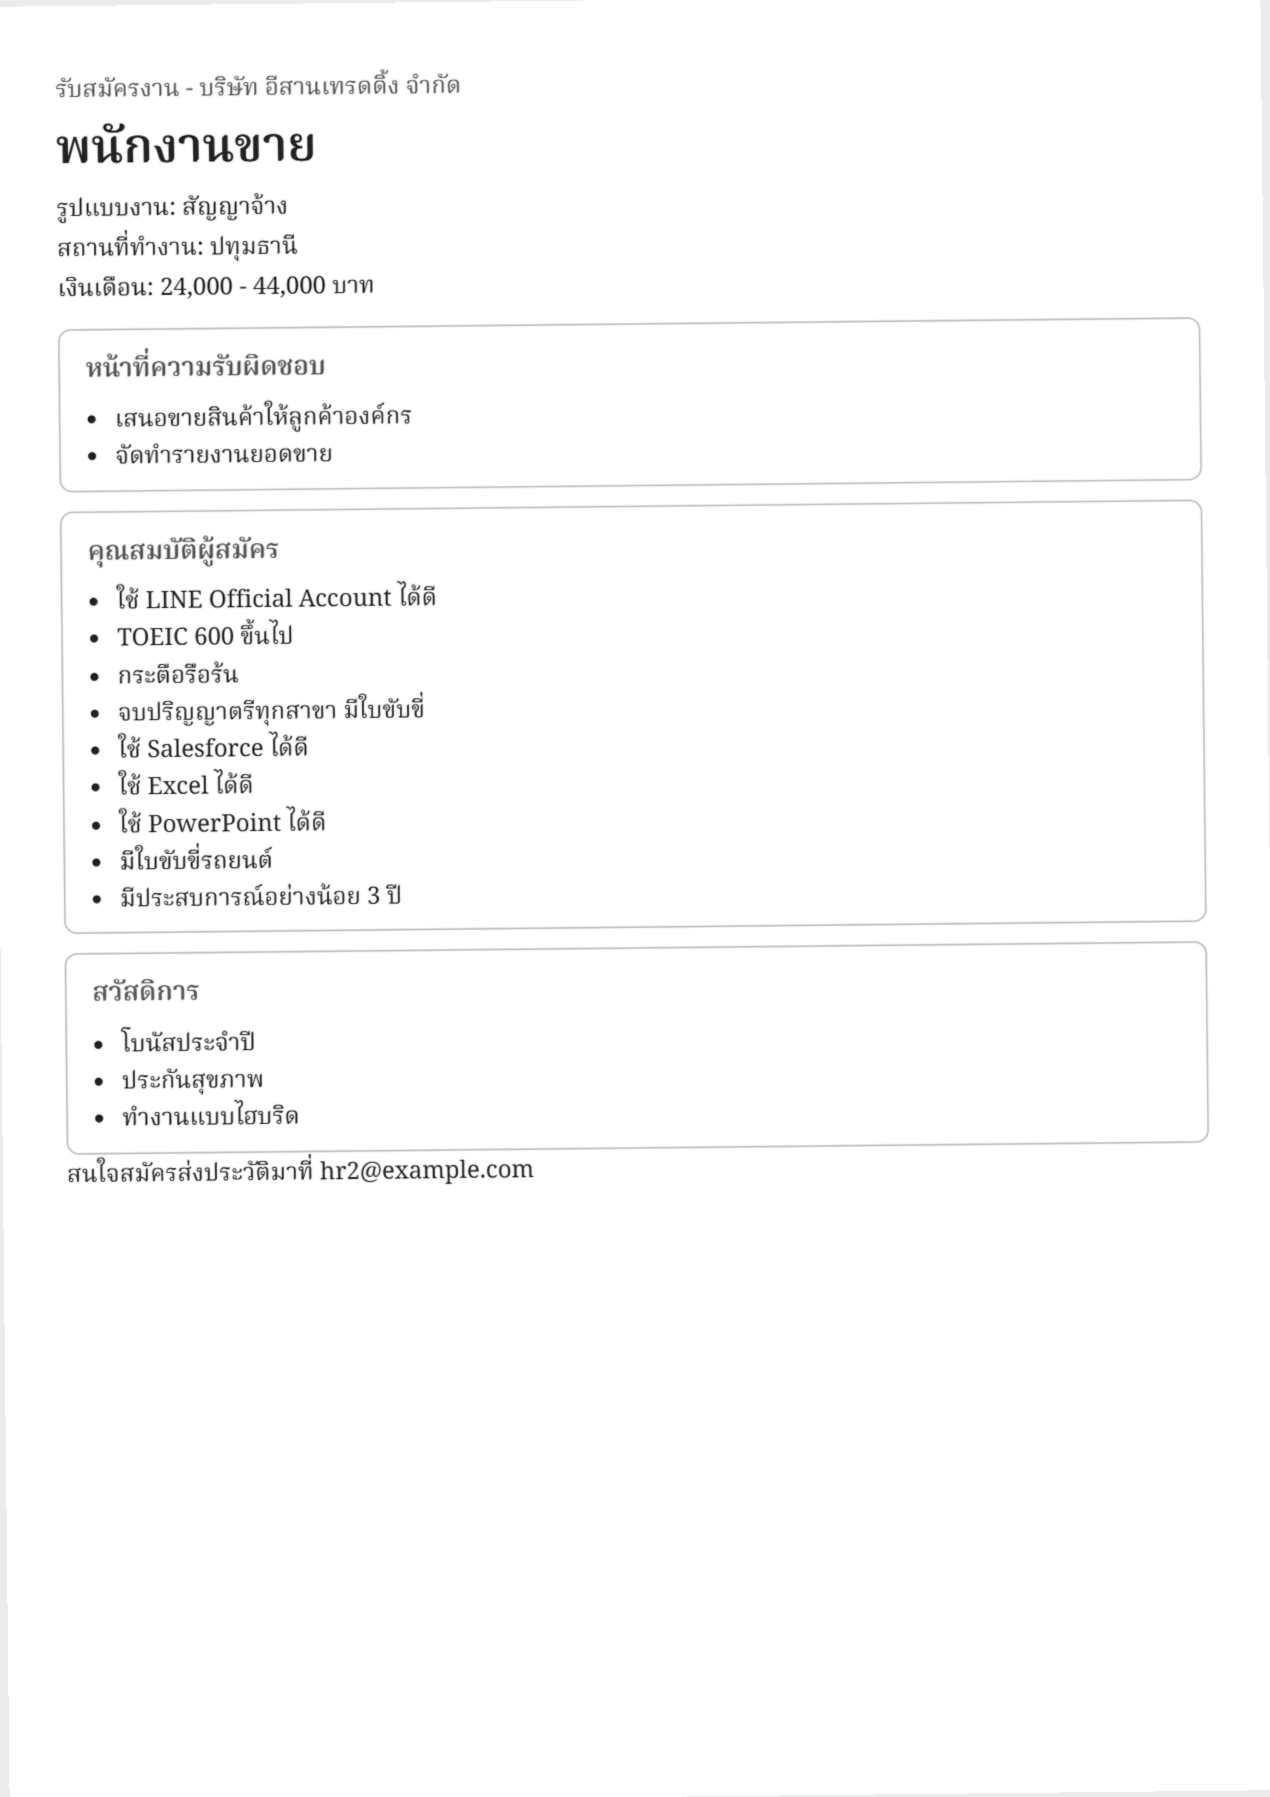 รับสมัครงาน - บริษัท อีสานเทรดดิ้ง จำกัด
พนักงานขาย
รูปแบบงาน: สัญญาจ้าง
สถานที่ทำงาน: ปทุมธานี
เงินเดือน: 24,000 - 44,000 บาท
หน้าที่ความรับผิดชอบ
• เสนอขายสินค้าให้ลูกค้าองค์กร
• จัดทำรายงานยอดขาย
คุณสมบัติผู้สมัคร
• ใช้ LINE Official Account ได้ดี
• TOEIC 600 ขึ้นไป
• กระตือรือร้น
• จบปริญญาตรีทุกสาขา มีใบขับขี่
• ใช้ Salesforce ได้ดี
• ใช้ Excel ได้ดี
• ใช้ PowerPoint ได้ดี
• มีใบขับขี่รถยนต์
• มีประสบการณ์อย่างน้อย 3 ปี
สวัสดิการ
• โบนัสประจำปี
• ประกันสุขภาพ
• ทำงานแบบไฮบริด
สนใจสมัครส่งประวัติมาที่ hr2@example.com